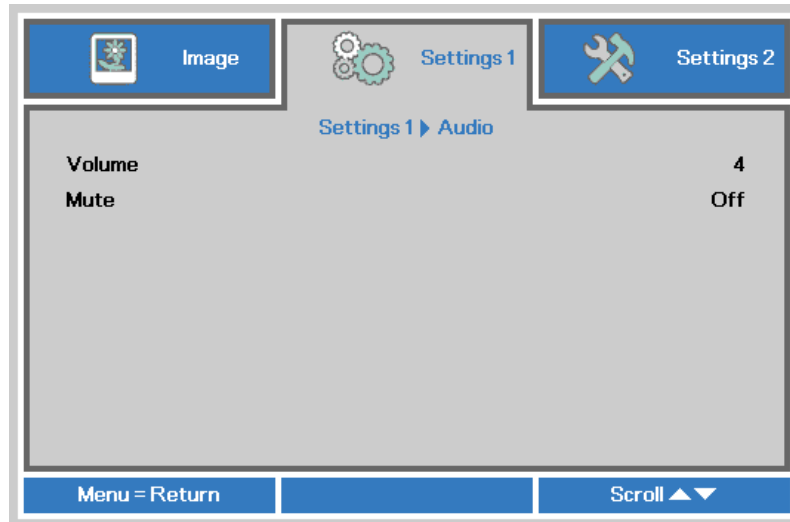 Image
Settings 1
Settings 2
Settings 1 ▶ Audio
Volume 4
Mute Off
Menu = Return
Scroll ▲▼